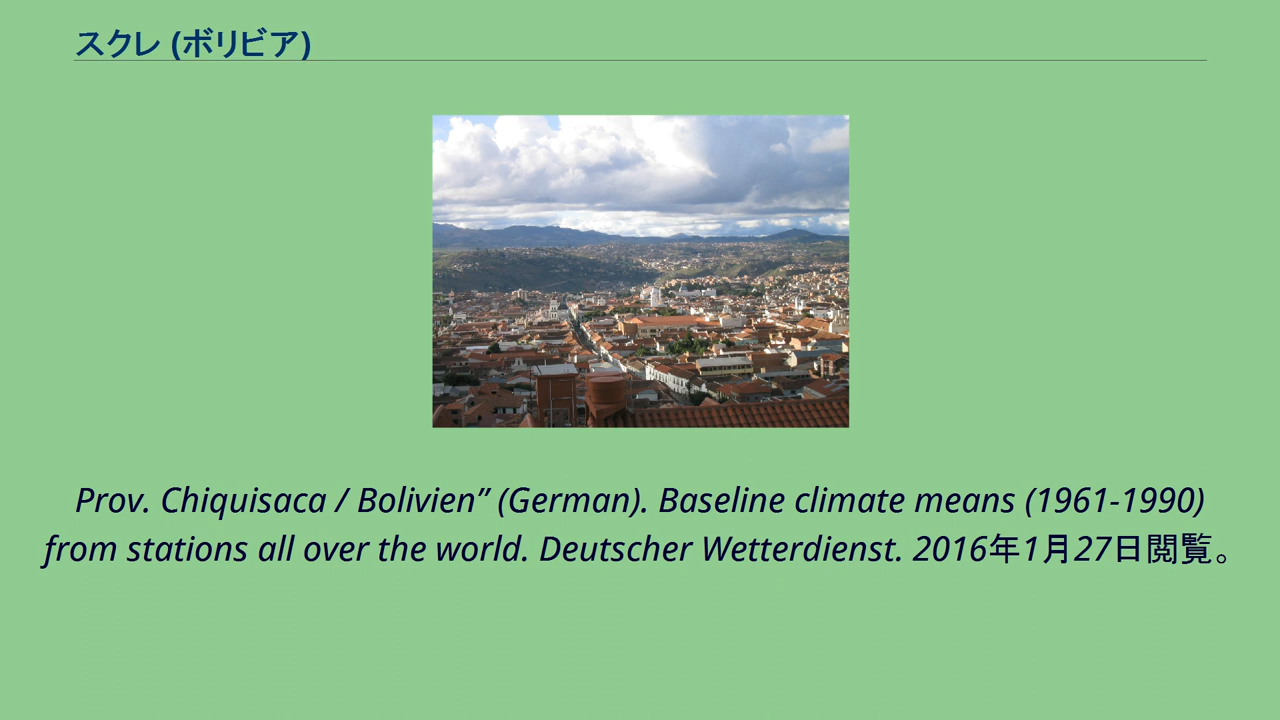 スクレ (ボリビア)
Prov. Chiquisaca / Bolivien” (German). Baseline climate means (1961-1990)
from stations all over the world. Deutscher Wetterdienst. 2016年1月27日閲覧。